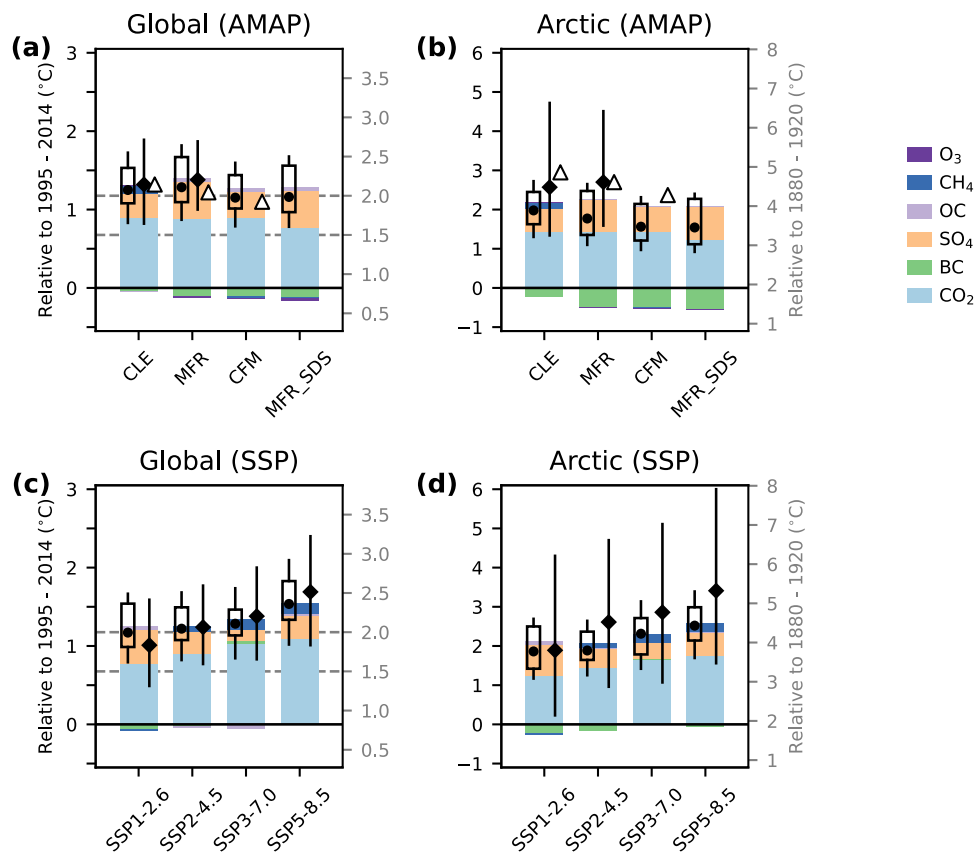 Global (AMAP)
(a)
3
2
1
0
Relative to 1995 - 2014 (°C)
3.5
3.0
2.5
2.0
1.5
1.0
0.5
CLE
MFR
CFM
MFR_SDS
Arctic (AMAP)
(b)
6
5
4
3
2
1
0
−1
8
7
6
5
4
3
2
1
Relative to 1880 - 1920 (°C)
CLE
MFR
CFM
MFR_SDS
O₃
CH₄
OC
SO₄
BC
CO₂
Global (SSP)
(c)
3
2
1
0
Relative to 1995 - 2014 (°C)
3.5
3.0
2.5
2.0
1.5
1.0
0.5
SSP1-2.6
SSP2-4.5
SSP3-7.0
SSP5-8.5
Arctic (SSP)
(d)
6
5
4
3
2
1
0
−1
8
7
6
5
4
3
2
1
Relative to 1880 - 1920 (°C)
SSP1-2.6
SSP2-4.5
SSP3-7.0
SSP5-8.5